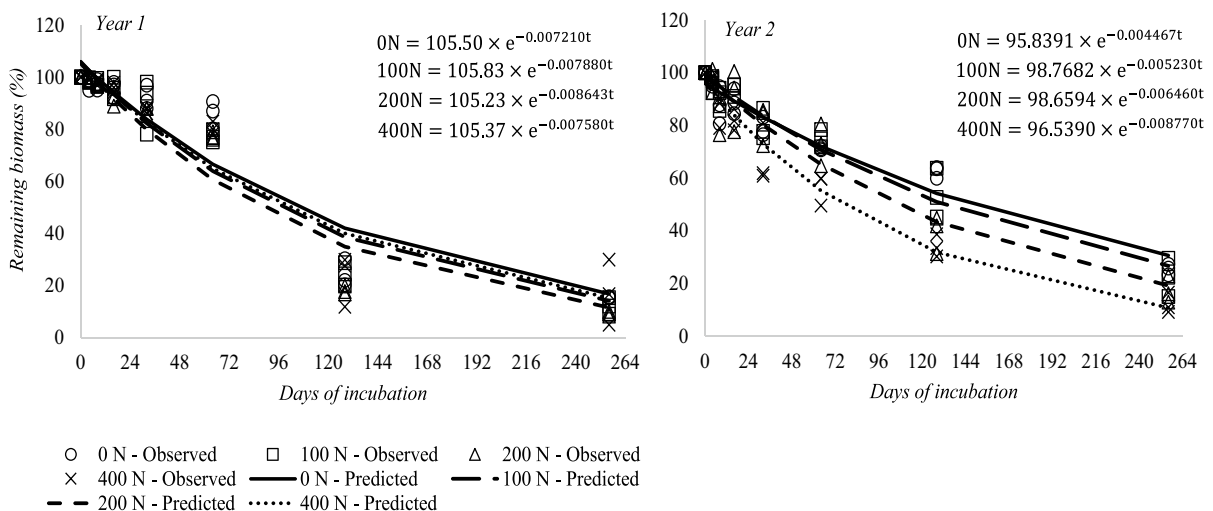 Year 1
0N = 105.50 × e^−0.007210t
100N = 105.83 × e^−0.007880t
200N = 105.23 × e^−0.008643t
400N = 105.37 × e^−0.007580t
Remaining biomass (%)
120
100
80
60
40
20
0
0 24 48 72 96 120 144 168 192 216 240 264
Days of incubation
Year 2
0N = 95.8391 × e^−0.004467t
100N = 98.7682 × e^−0.005230t
200N = 98.6594 × e^−0.006460t
400N = 96.5390 × e^−0.008770t
120
100
80
60
40
20
0
0 24 48 72 96 120 144 168 192 216 240 264
Days of incubation
0 N - Observed 100 N - Observed 200 N - Observed
400 N - Observed 0 N - Predicted 100 N - Predicted
200 N - Predicted 400 N - Predicted